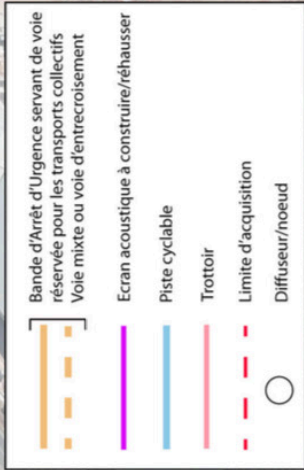 Bande d'Arrêt d'Urgence servant de voie
réservée pour les transports collectifs
Voie mixte ou voie d'entrecroisement
Ecran acoustique à construire/réhausser
Piste cyclable
Trottoir
Limite d'acquisition
Diffuseur/noeud